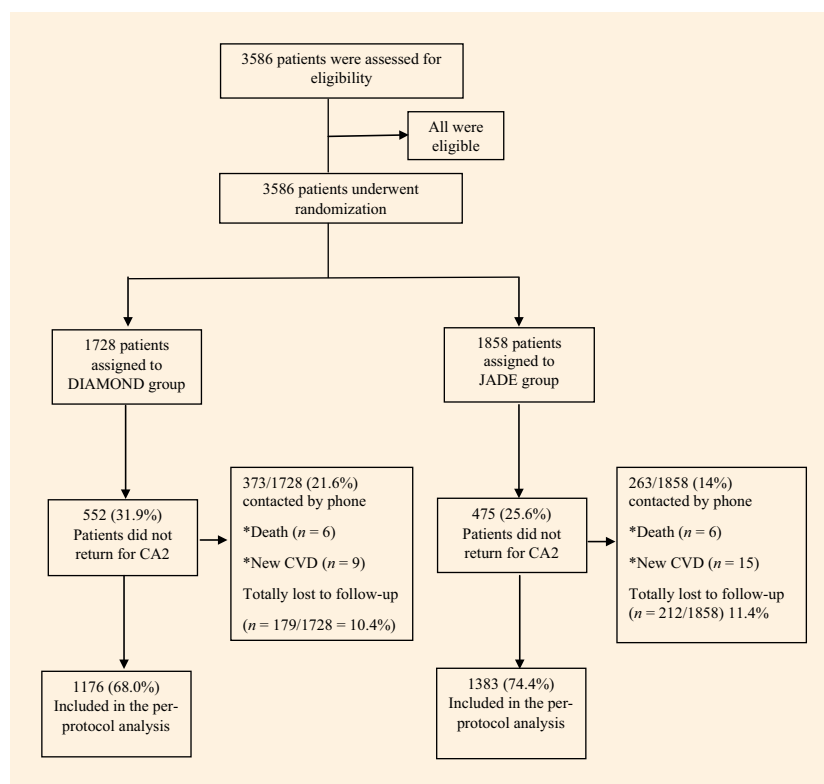 3586 patients were assessed for
eligibility
All were
eligible
3586 patients underwent
randomization
1728 patients
assigned to
DIAMOND group
1858 patients
assigned to
JADE group
552 (31.9%)
Patients did not
return for CA2
373/1728 (21.6%)
contacted by phone
*Death (n = 6)
*New CVD (n = 9)
Totally lost to follow-up
(n = 179/1728 = 10.4%)
475 (25.6%)
Patients did not
return for CA2
263/1858 (14%)
contacted by phone
*Death (n = 6)
*New CVD (n = 15)
Totally lost to follow-up
(n = 212/1858) 11.4%
1176 (68.0%)
Included in the per-
protocol analysis
1383 (74.4%)
Included in the per-
protocol analysis